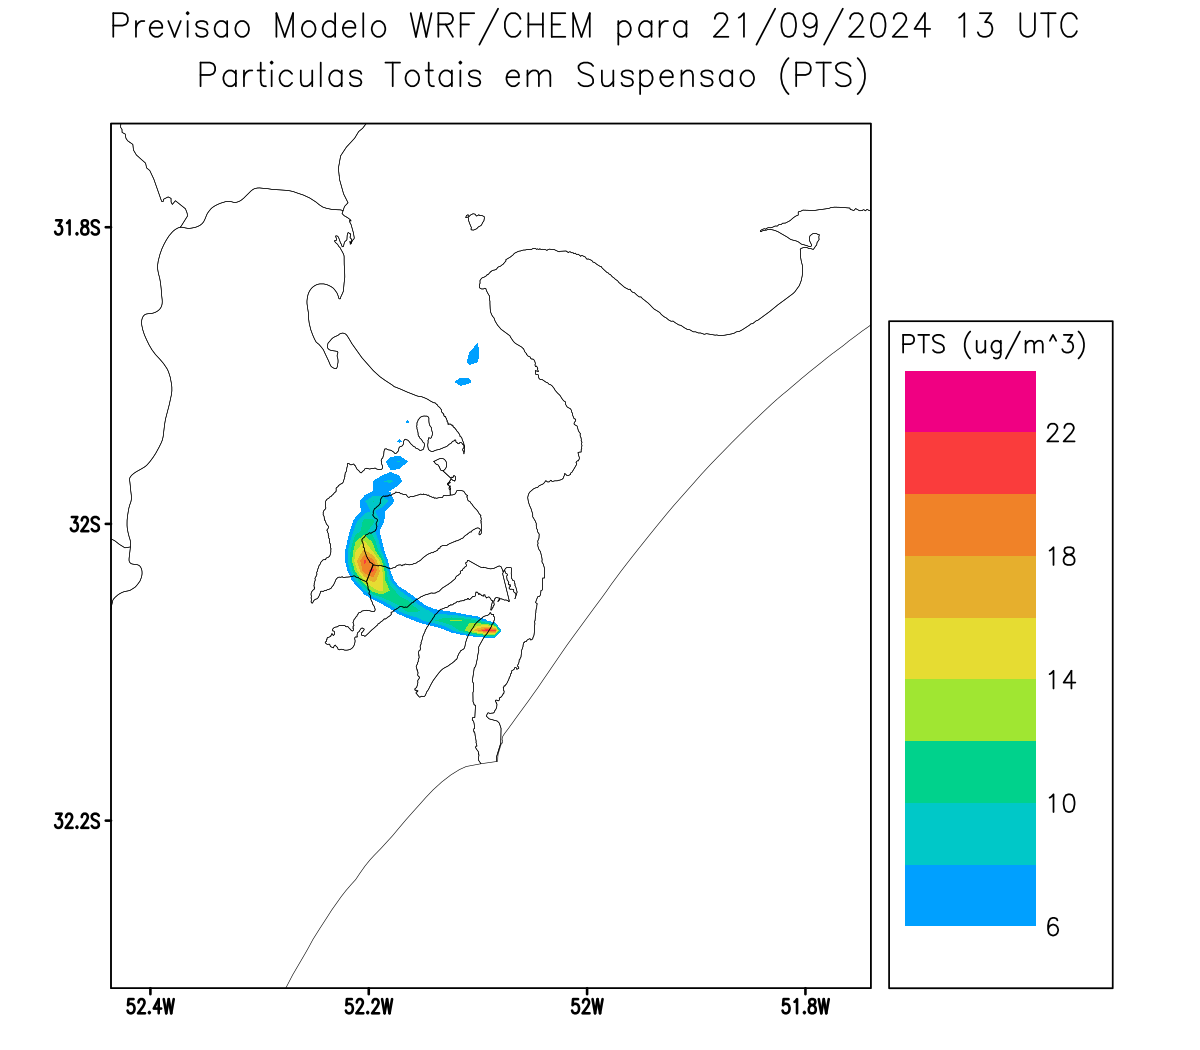 Previsao Modelo WRF/CHEM para 21/09/2024 13 UTC
Particulas Totais em Suspensao (PTS)
31.8S
32S
32.2S
52.4W
52.2W
52W
51.8W
PTS (ug/m^3)
22
18
14
10
6